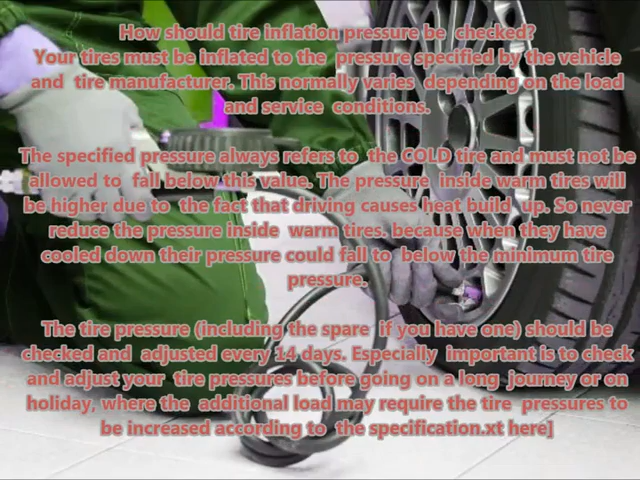 How should tire inflation pressure be checked?
Your tires must be inflated to the pressure specified by the vehicle
and tire manufacturer. This normally varies depending on the load
and service conditions.
The specified pressure always refers to the COLD tire and must not be
allowed to fall below this value. The pressure inside warm tires will
be higher due to the fact that driving causes heat build up. So never
reduce the pressure inside warm tires. because when they have
cooled down their pressure could fall to below the minimum tire
pressure.
The tire pressure (including the spare if you have one) should be
checked and adjusted every 14 days. Especially important is to check
and adjust your tire pressures before going on a long journey or on
holiday, where the additional load may require the tire pressures to
be increased according to the specification.xt here]